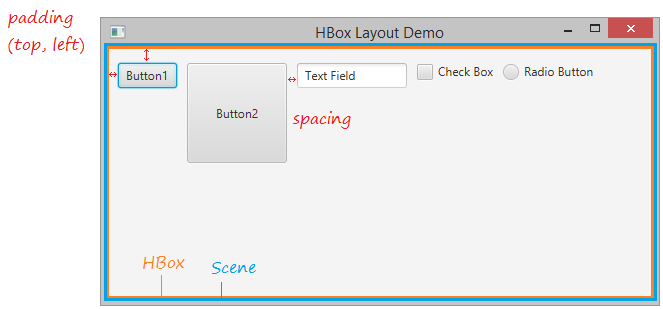 padding
(top, left)
HBox Layout Demo
Button1
Button2
Text Field
Check Box
Radio Button
spacing
HBox
Scene